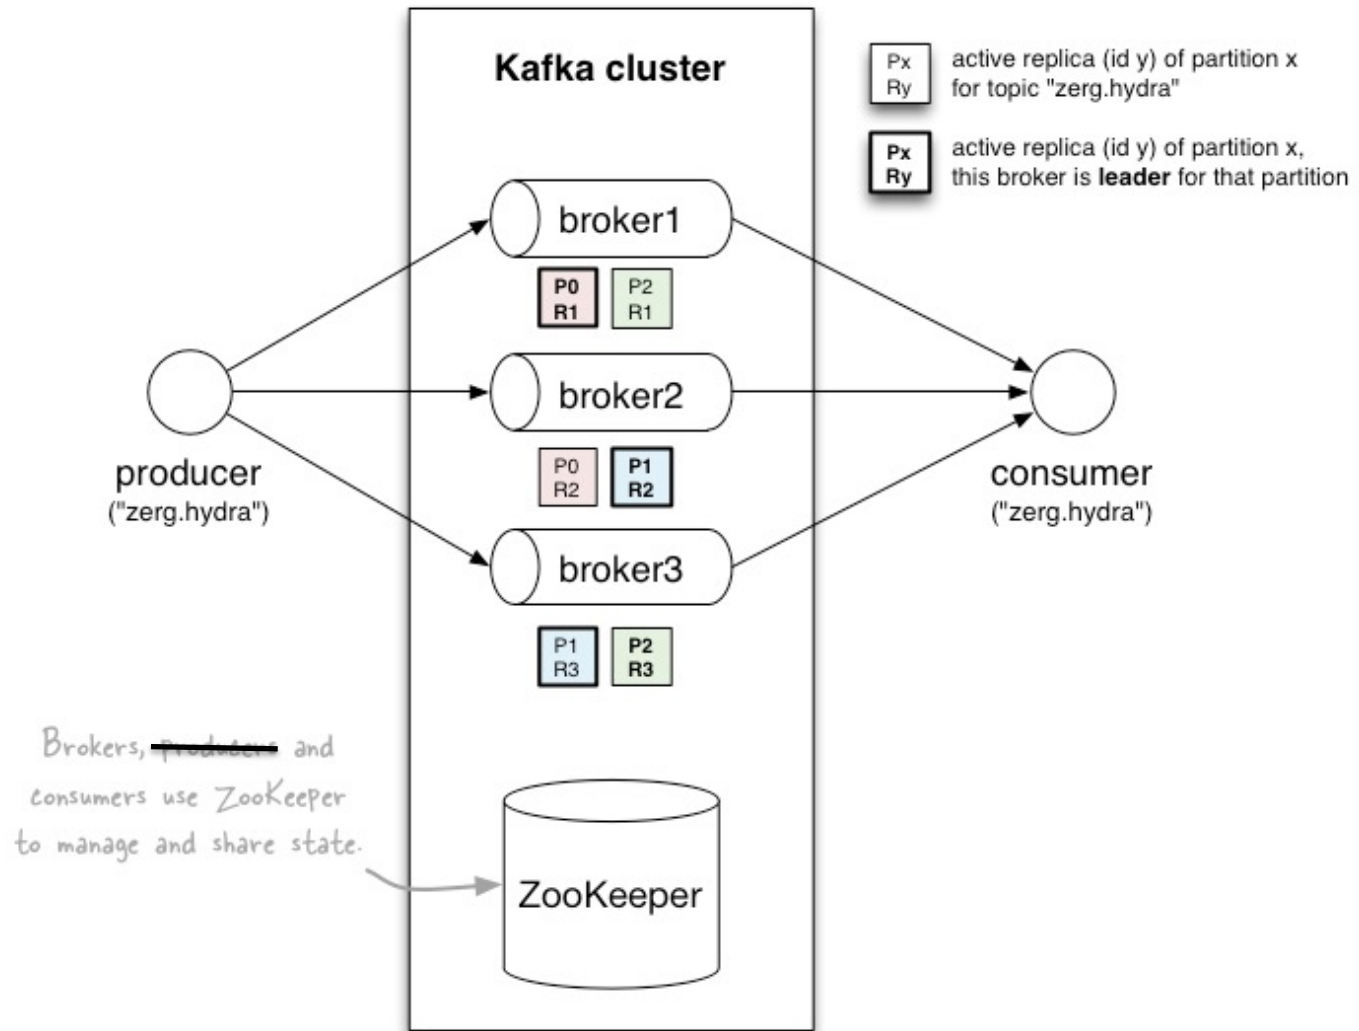 Kafka cluster
Px
Ry
active replica (id y) of partition x
for topic "zerg.hydra"
Px
Ry
active replica (id y) of partition x,
this broker is leader for that partition
broker1
P0
R1
P2
R1
broker2
P0
R2
P1
R2
producer
("zerg.hydra")
consumer
("zerg.hydra")
broker3
P1
R3
P2
R3
Brokers, producers and
consumers use ZooKeeper
to manage and share state.
ZooKeeper